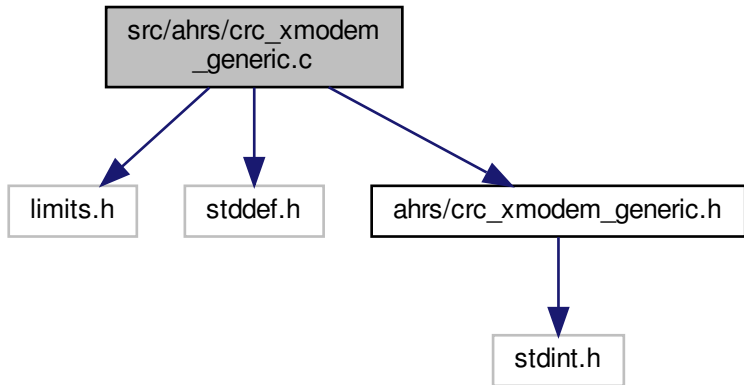 src/ahrs/crc_xmodem
_generic.c
limits.h
stddef.h
ahrs/crc_xmodem_generic.h
stdint.h